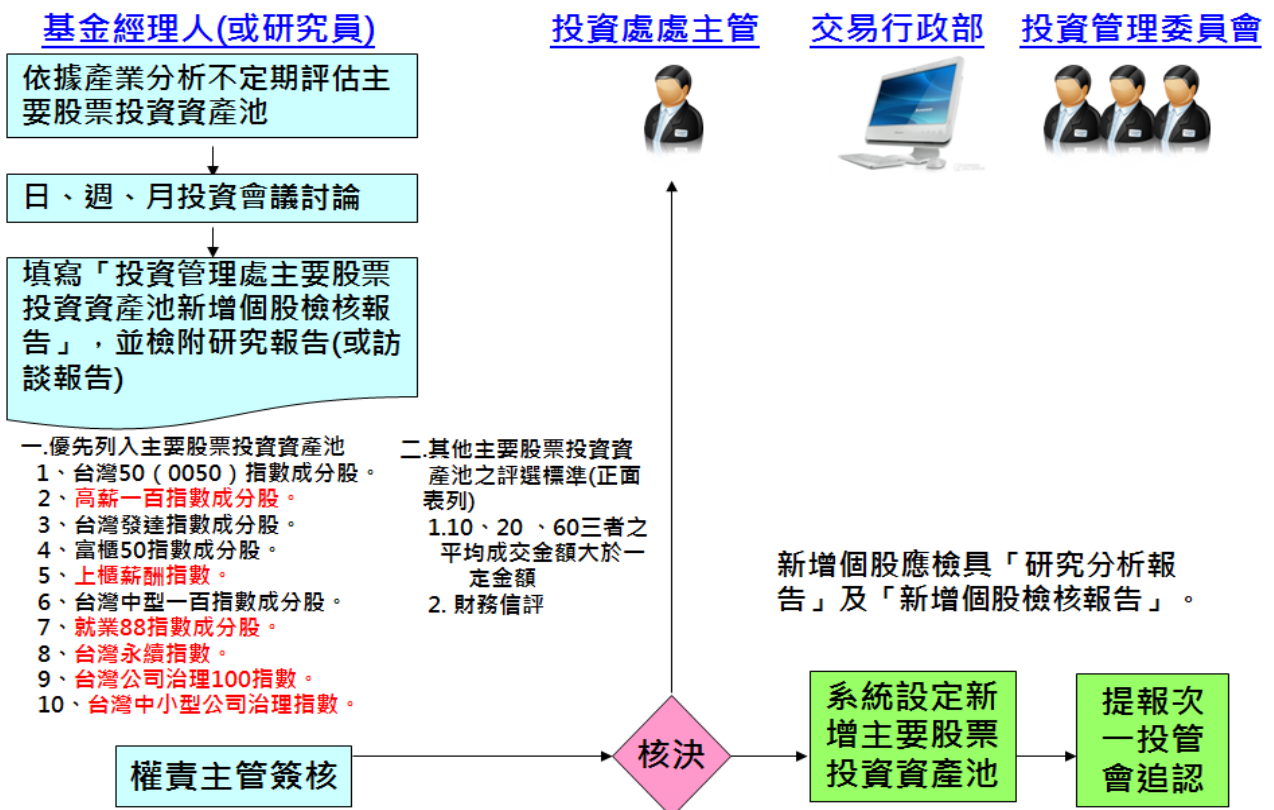 基金經理人(或研究員)
投資處處主管
交易行政部
投資管理委員會
依據產業分析不定期評估主
要股票投資資產池
日、週、月投資會議討論
填寫「投資管理處主要股票
投資資產池新增個股檢核報
告」，並檢附研究報告(或訪
談報告)
一.優先列入主要股票投資資產池
1、台灣50（0050）指數成分股。
2、高薪一百指數成分股。
3、台灣發達指數成分股。
4、富櫃50指數成分股。
5、上櫃薪酬指數。
6、台灣中型一百指數成分股。
7、就業88指數成分股。
8、台灣永續指數。
9、台灣公司治理100指數。
10、台灣中小型公司治理指數。
二.其他主要股票投資資
產池之評選標準(正面
表列)
1.10、20 、60三者之
平均成交金額大於一
定金額
2. 財務信評
新增個股應檢具「研究分析報
告」及「新增個股檢核報告」。
權責主管簽核
核決
系統設定新
增主要股票
投資資產池
提報次
一投管
會追認